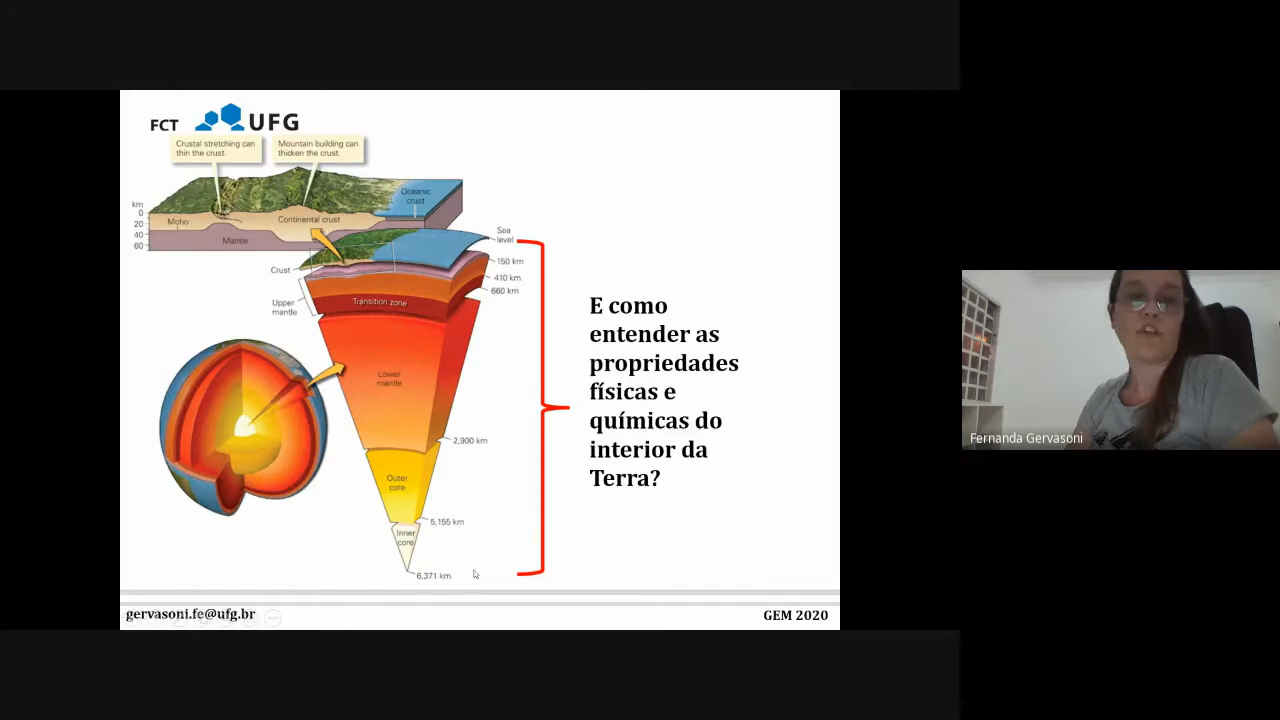 FCT UFG
Crustal stretching can
thin the crust.
Mountain building can
thicken the crust.
km
0
20
40
60
Moho
Continental crust
Oceanic
crust
Mantle
Sea
level
Crust
150 km
410 km
660 km
Upper
mantle
Transition zone
Lower
mantle
2,900 km
Outer
core
5,155 km
Inner
core
6,371 km
E como
entender as
propriedades
físicas e
químicas do
interior da
Terra?
gervasoni.fe@ufg.br
GEM 2020
Fernanda Gervasoni